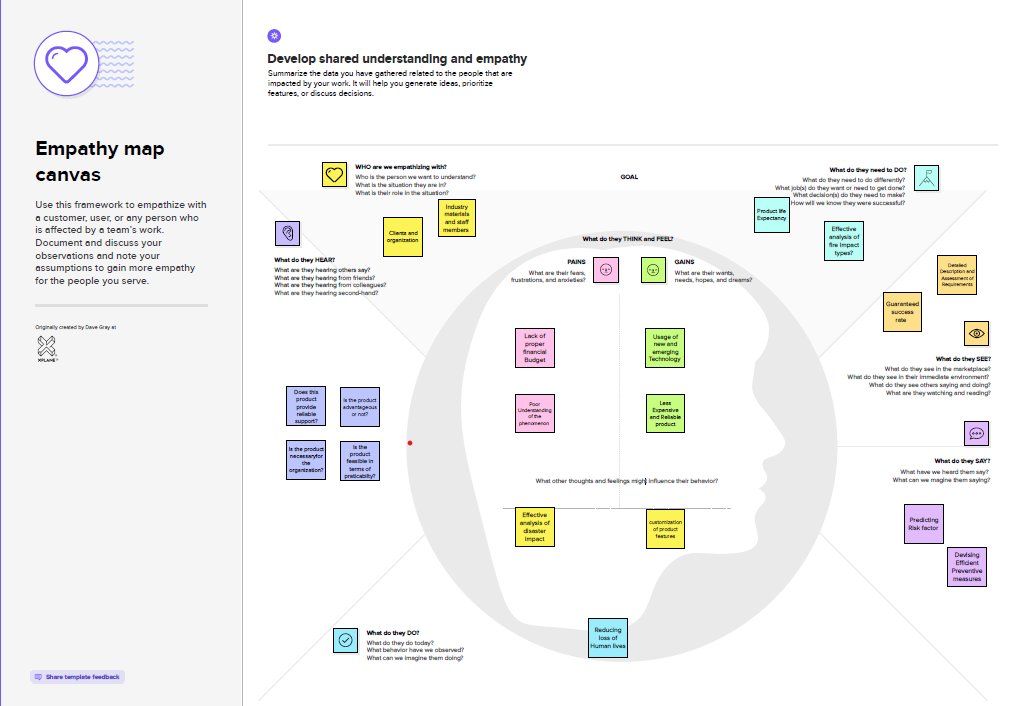 Empathy map
canvas
Use this framework to empathize with
a customer, user, or any person who
is affected by a team's work.
Document and discuss your
observations and note your
assumptions to gain more empathy
for the people you serve.
Originally created by Dave Gray at
XPLANE
Share template feedback
Develop shared understanding and empathy
Summarize the data you have gathered related to the people that are
impacted by your work. It will help you generate ideas, prioritize
features, or discuss decisions.
WHO are we empathizing with?
Who is the person we want to understand?
What is the situation they are in?
What is their role in the situation?
Clients and
organization
Industry
materiels
and staff
members
GOAL
What do they need to DO?
What do they need to do differently?
What job(s) do they want or need to get done?
What decision(s) do they need to make?
How will we know they were successful?
Product life
Expectancy
Effective
analysis of
fire Impact
types?
What do they HEAR?
What are they hearing others say?
What are they hearing from friends?
What are they hearing from colleagues?
What are they hearing second-hand?
Does this
product
provide
reliable
support?
Is the product
advantageous
or not?
Is the product
necessaryfor
the
organization?
Is the
product
feasible in
terms of
praticability?
What do they THINK and FEEL?
PAINS
What are their fears,
frustrations, and anxieties?
GAINS
What are their wants,
needs, hopes, and dreams?
Lack of
proper
financial
Budget
Usage of
new and
emerging
Technology
Poor
Understanding
of the
phenomenon
Less
Expensive
and Reliable
product
What other thoughts and feelings might influence their behavior?
Effective
analysis of
disaster
impact
customization
of product
features
Detailed
Description and
Assessment of
Requirements
Guaranteed
success
rate
What do they SEE?
What do they see in the marketplace?
What do they see in their immediate environment?
What do they see others saying and doing?
What are they watching and reading?
What do they SAY?
What have we heard them say?
What can we magine them saying?
Predicting
Risk factor
Devising
Efficient
Preventive
measures
What do they DO?
What do they do today?
What behavior have we observed?
What can we imagine them doing?
Reducing
loss of
Human lives